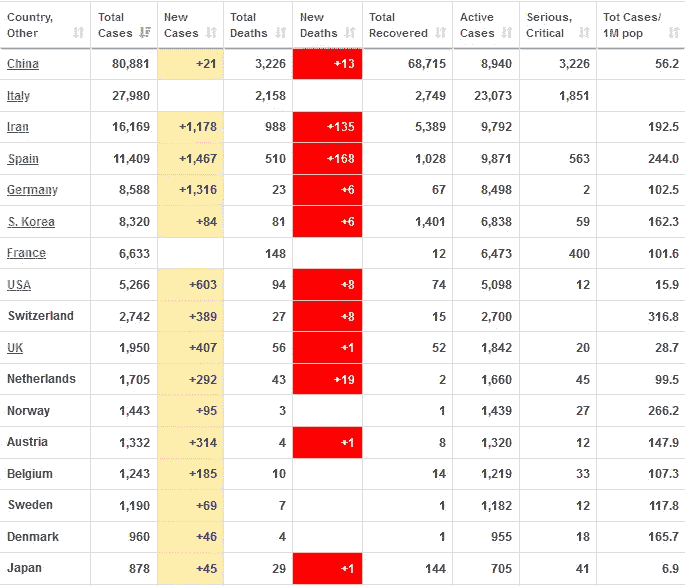 Country, Other Total Cases New Cases Total Deaths New Deaths Total Recovered Active Cases Serious, Critical Tot Cases/ 1M pop
China 80,881 +21 3,226 +13 68,715 8,940 3,226 56.2
Italy 27,980 2,158 2,749 23,073 1,851
Iran 16,169 +1,178 988 +135 5,389 9,792 192.5
Spain 11,409 +1,467 510 +168 1,028 9,871 563 244.0
Germany 8,588 +1,316 23 +6 67 8,498 2 102.5
S. Korea 8,320 +84 81 +6 1,401 6,838 59 162.3
France 6,633 148 12 6,473 400 101.6
USA 5,266 +603 94 +8 74 5,098 12 15.9
Switzerland 2,742 +389 27 +8 15 2,700 316.8
UK 1,950 +407 56 +1 52 1,842 20 28.7
Netherlands 1,705 +292 43 +19 2 1,660 45 99.5
Norway 1,443 +95 3 1 1,439 27 266.2
Austria 1,332 +314 4 +1 8 1,320 12 147.9
Belgium 1,243 +185 10 14 1,219 33 107.3
Sweden 1,190 +69 7 1 1,182 12 117.8
Denmark 960 +46 4 1 955 18 165.7
Japan 878 +45 29 +1 144 705 41 6.9